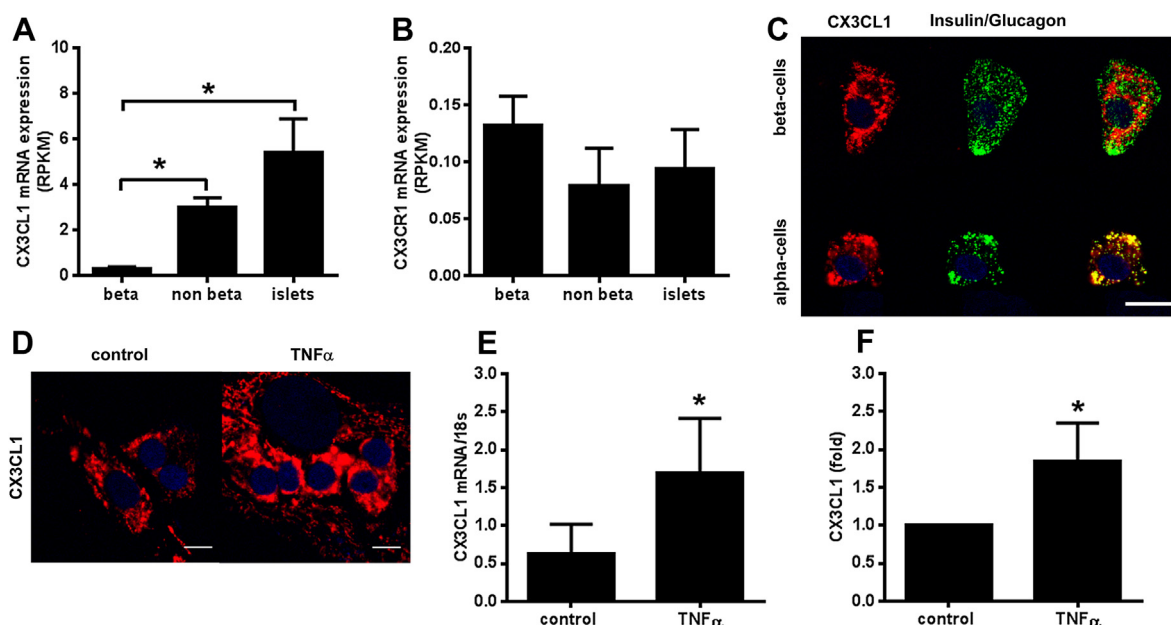 A
CX3CL1 mRNA expression
(RPKM)
10
8
6
4
2
0
*
*
beta
non beta
islets
B
CX3CR1 mRNA expression
(RPKM)
0.20
0.15
0.10
0.05
0.00
beta
non beta
islets
C
CX3CL1
Insulin/Glucagon
beta-cells
alpha-cells
D
control
TNFα
CX3CL1
E
CX3CL1 mRNA/18s
3.0
2.5
2.0
1.5
1.0
0.5
0.0
*
control
TNFα
F
CX3CL1 (fold)
3.0
2.5
2.0
1.5
1.0
0.5
0.0
*
control
TNFα